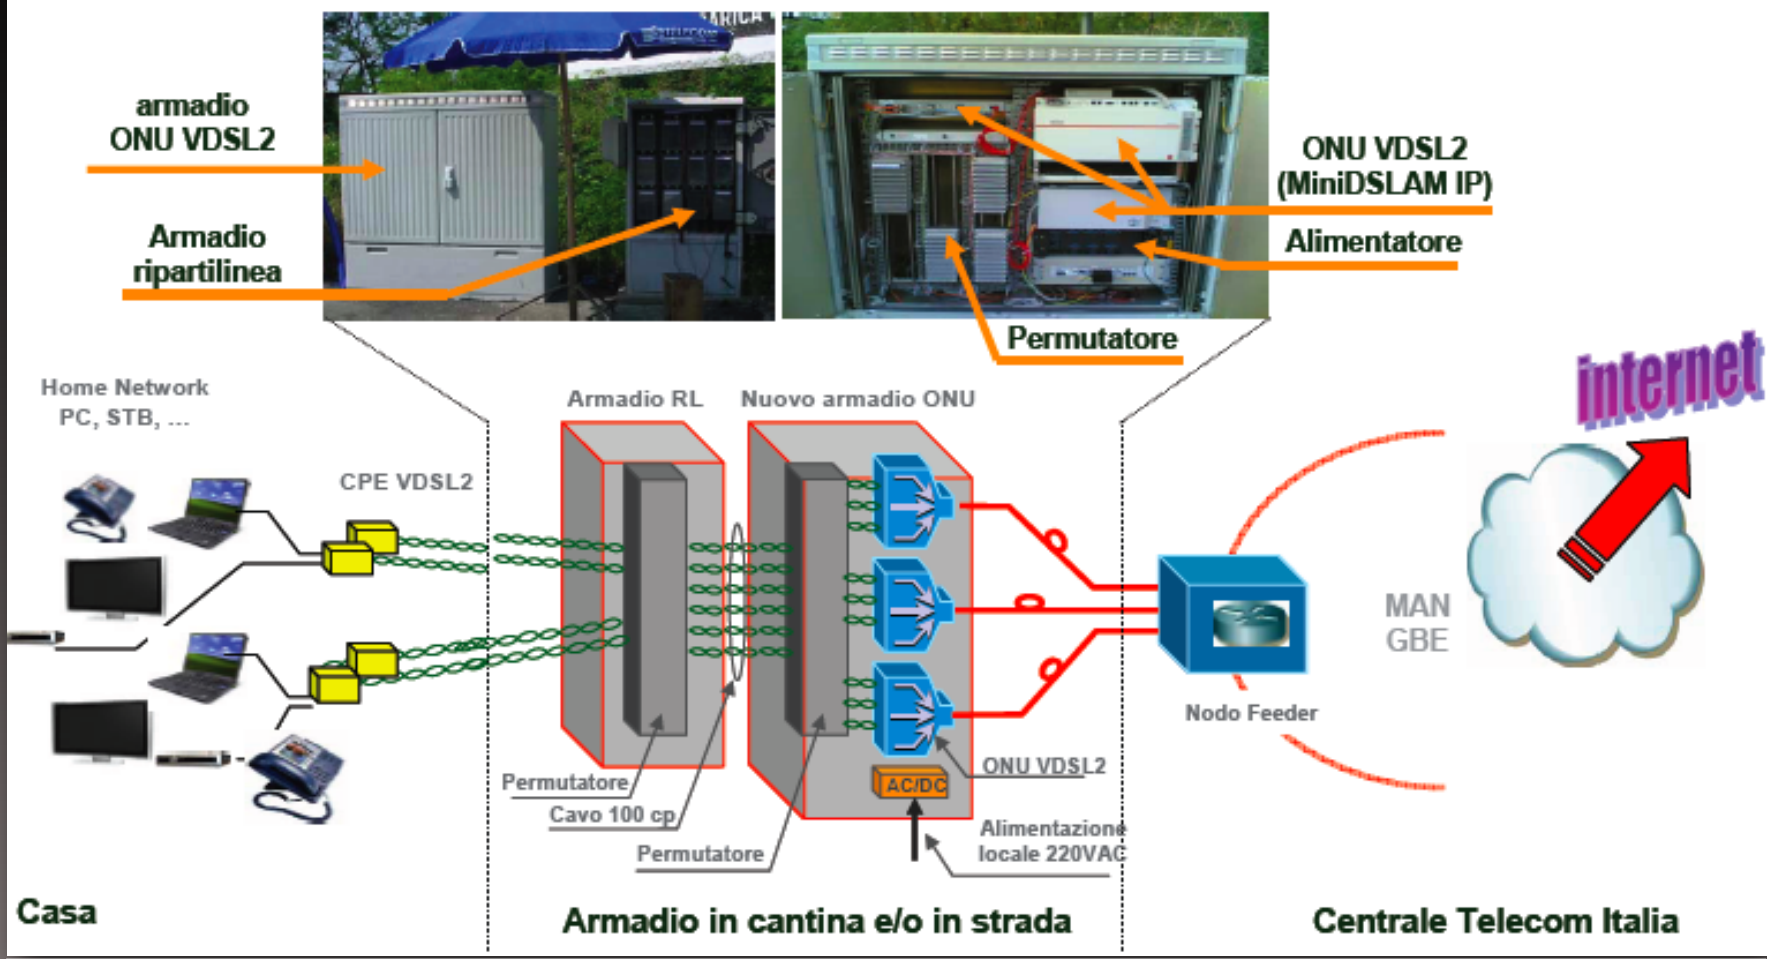 ARICA
armadio
ONU VDSL2
Armadio
ripartilinea
ONU VDSL2
(MiniDSLAM IP)
Alimentatore
Permutatore
internet
Home Network
PC, STB, ...
CPE VDSL2
Armadio RL
Nuovo armadio ONU
MAN
GBE
Nodo Feeder
ONU VDSL2
AC/DC
Permutatore
Cavo 100 cp
Permutatore
Alimentazione
locale 220VAC
Casa
Armadio in cantina e/o in strada
Centrale Telecom Italia